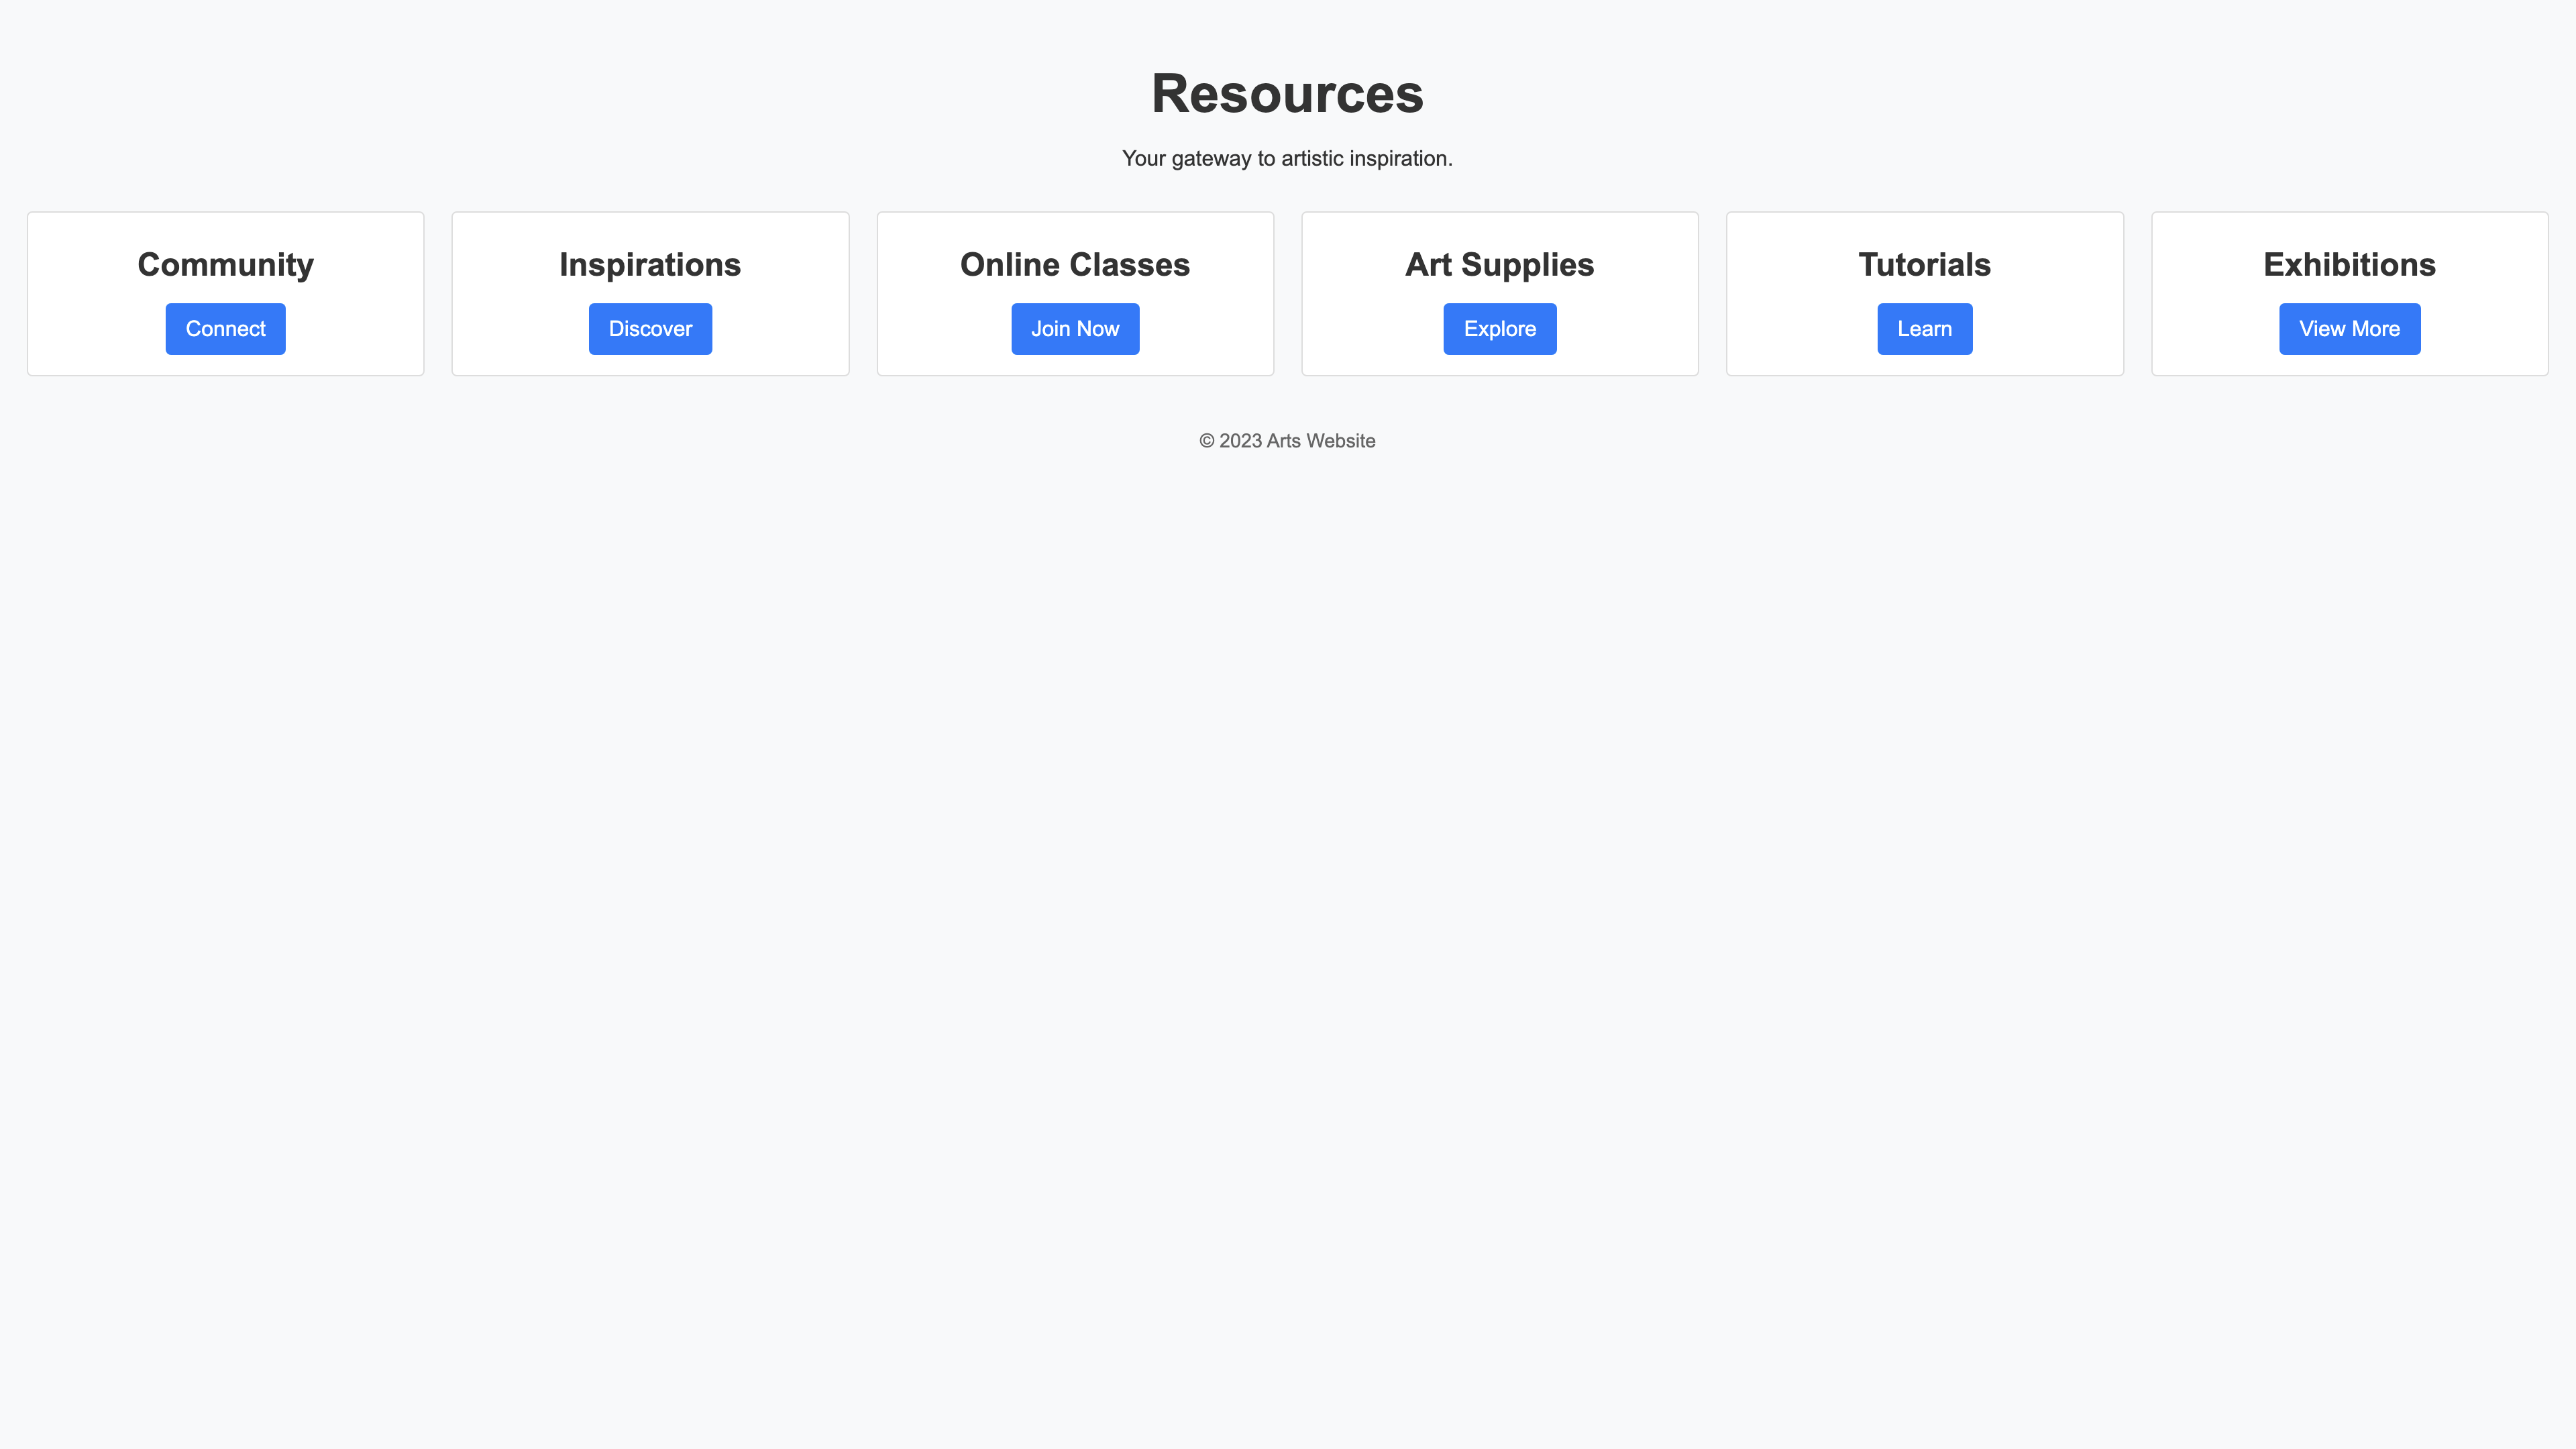 Resources
Your gateway to artistic inspiration.
Community
Connect
Inspirations
Discover
Online Classes
Join Now
Art Supplies
Explore
Tutorials
Learn
Exhibitions
View More
© 2023 Arts Website